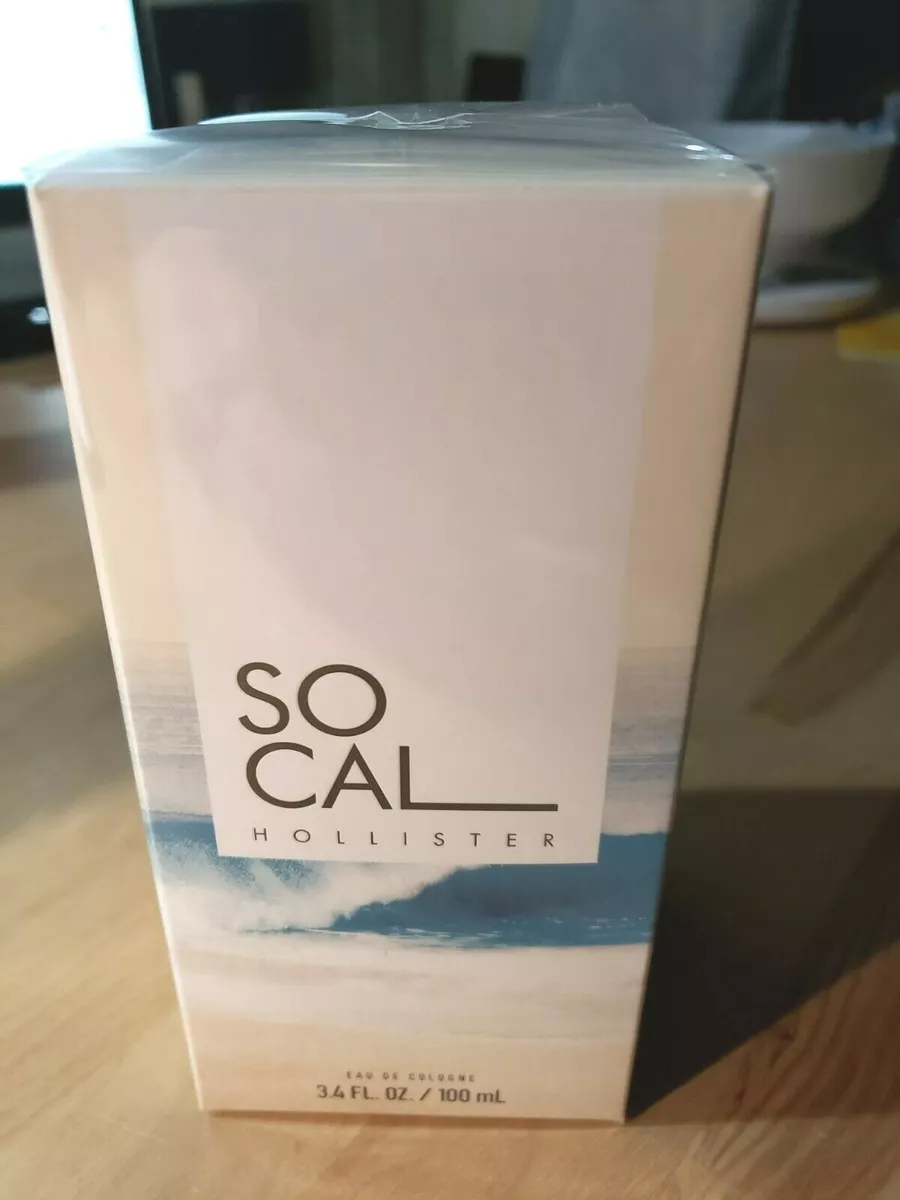 SO
CAL
HOLLISTER
EAU DE COLOGNE
3.4 FL. OZ. / 100 mL